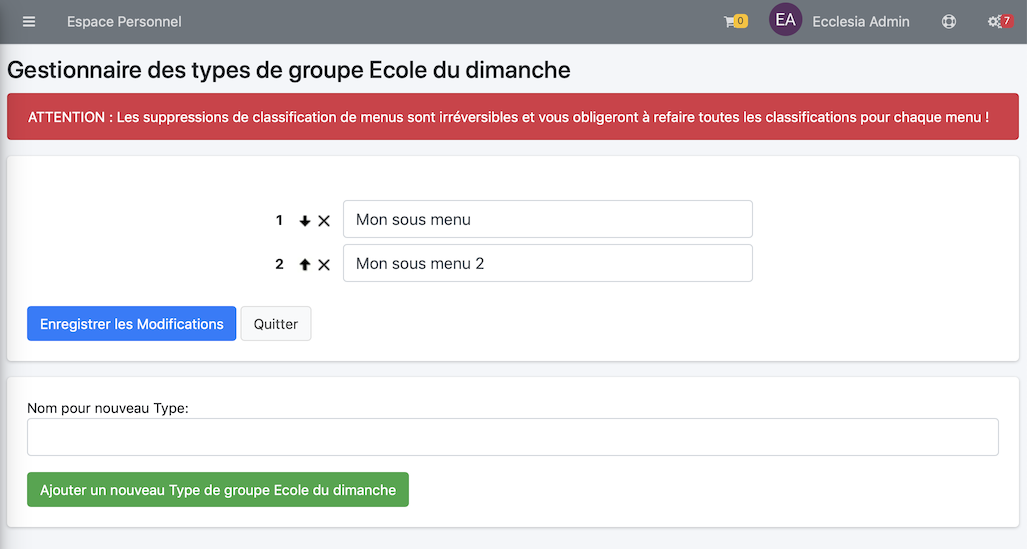 Espace Personnel
0
EA
Ecclesia Admin
7
Gestionnaire des types de groupe Ecole du dimanche
ATTENTION : Les suppressions de classification de menus sont irréversibles et vous obligeront à refaire toutes les classifications pour chaque menu !
1 Mon sous menu
2 Mon sous menu 2
Enregistrer les Modifications Quitter
Nom pour nouveau Type:
Ajouter un nouveau Type de groupe Ecole du dimanche